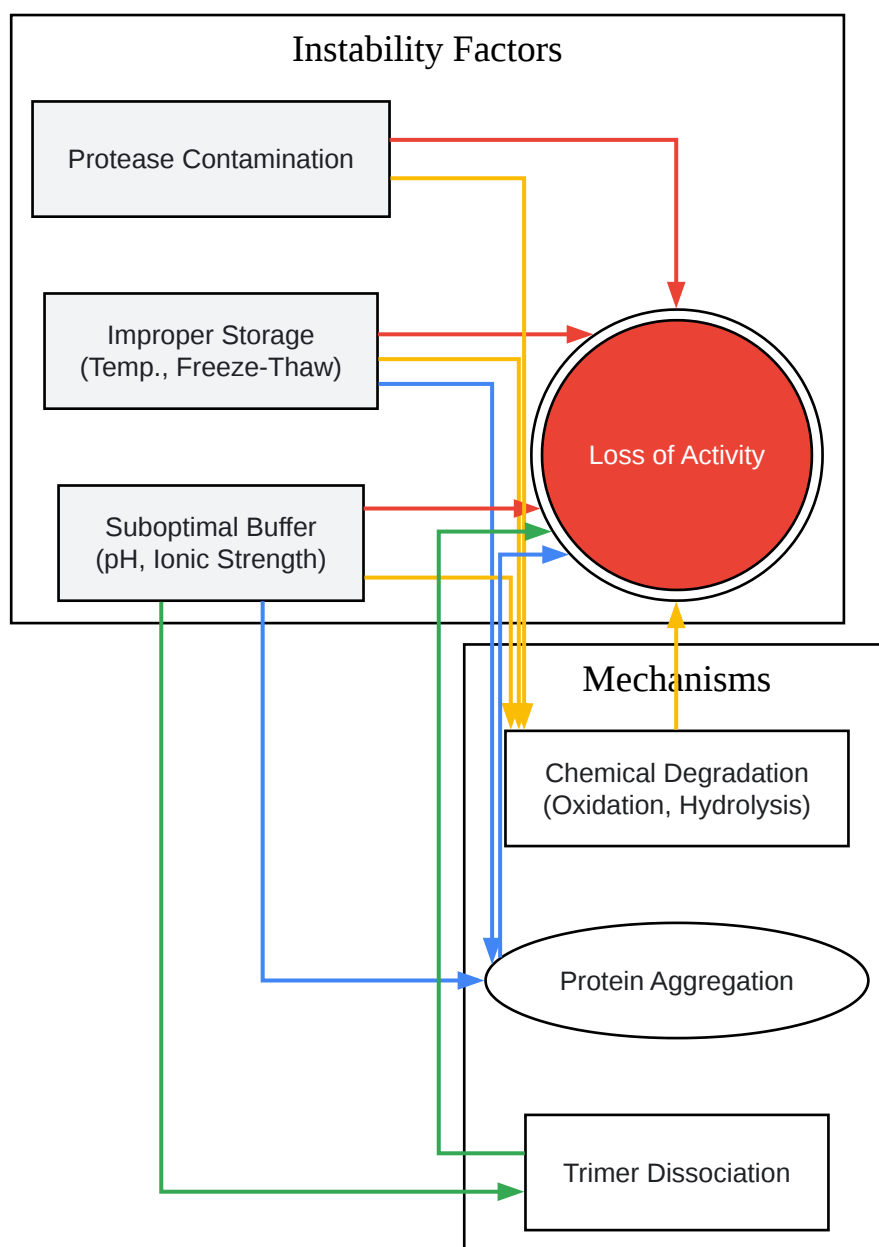 Instability Factors
Protease Contamination
Improper Storage
(Temp., Freeze-Thaw)
Loss of Activity
Suboptimal Buffer
(pH, Ionic Strength)
Mechanisms
Chemical Degradation
(Oxidation, Hydrolysis)
Protein Aggregation
Trimer Dissociation